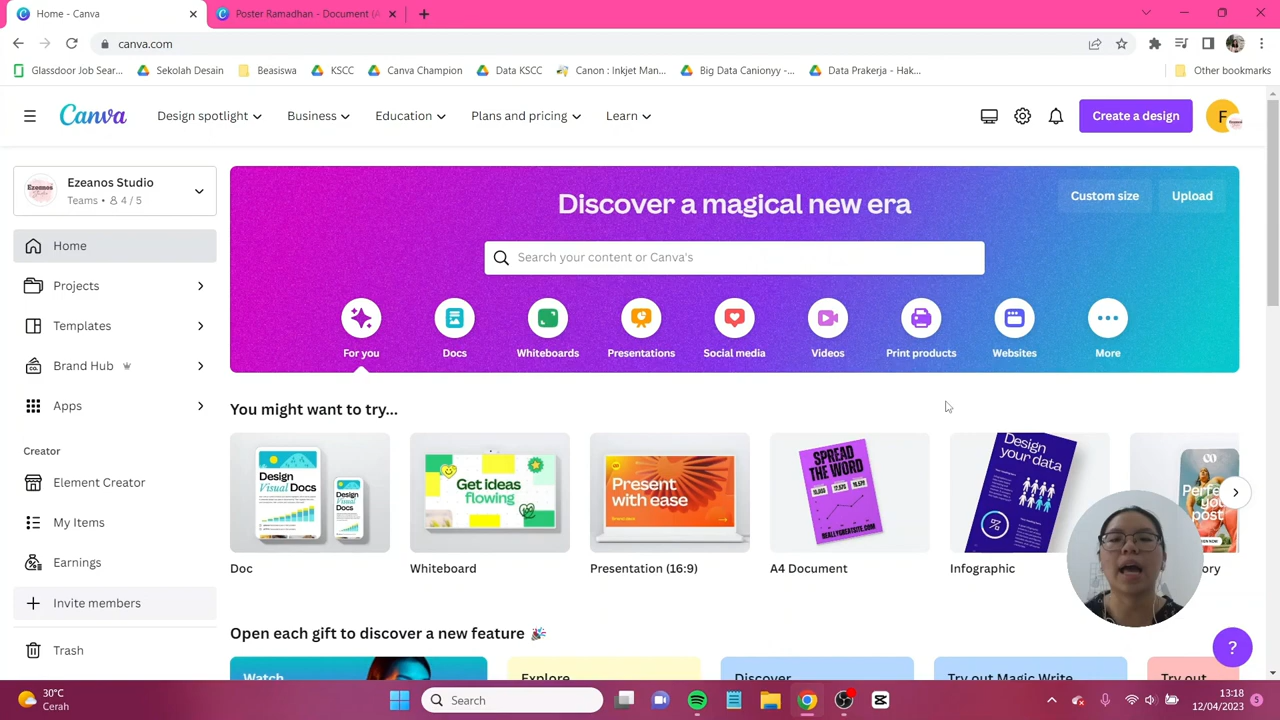 Home - Canva
Poster Ramadhan - Document (A
canva.com
Glassdoor Job Sear...
Sekolah Desain
Beasiswa
KSCC
Canva Champion
Data KSCC
Canon : Inkjet Man...
Big Data Canionyy -...
Data Prakerja - Hak...
Other bookmarks
Canva
Design spotlight
Business
Education
Plans and pricing
Learn
Create a design
F
Ezeanos Studio
Teams • 4 / 5
Home
Projects
Templates
Brand Hub
Apps
Creator
Element Creator
My Items
Earnings
Invite members
Trash
Discover a magical new era
Custom size
Upload
Search your content or Canva's
For you
Docs
Whiteboards
Presentations
Social media
Videos
Print products
Websites
More
You might want to try...
Design
Visual Docs
Design
Visual Docs
Get ideas
flowing
Present
with ease
SPREAD
THE WORD
REALLYGREATSITE.COM
Design
your data
Perfe
your
post
Doc
Whiteboard
Presentation (16:9)
A4 Document
Infographic
ory
Open each gift to discover a new feature
Watch
Explore
Discover
Try out Magic Write
Try out
?
30°C
Cerah
Search
13:18
12/04/2023
5